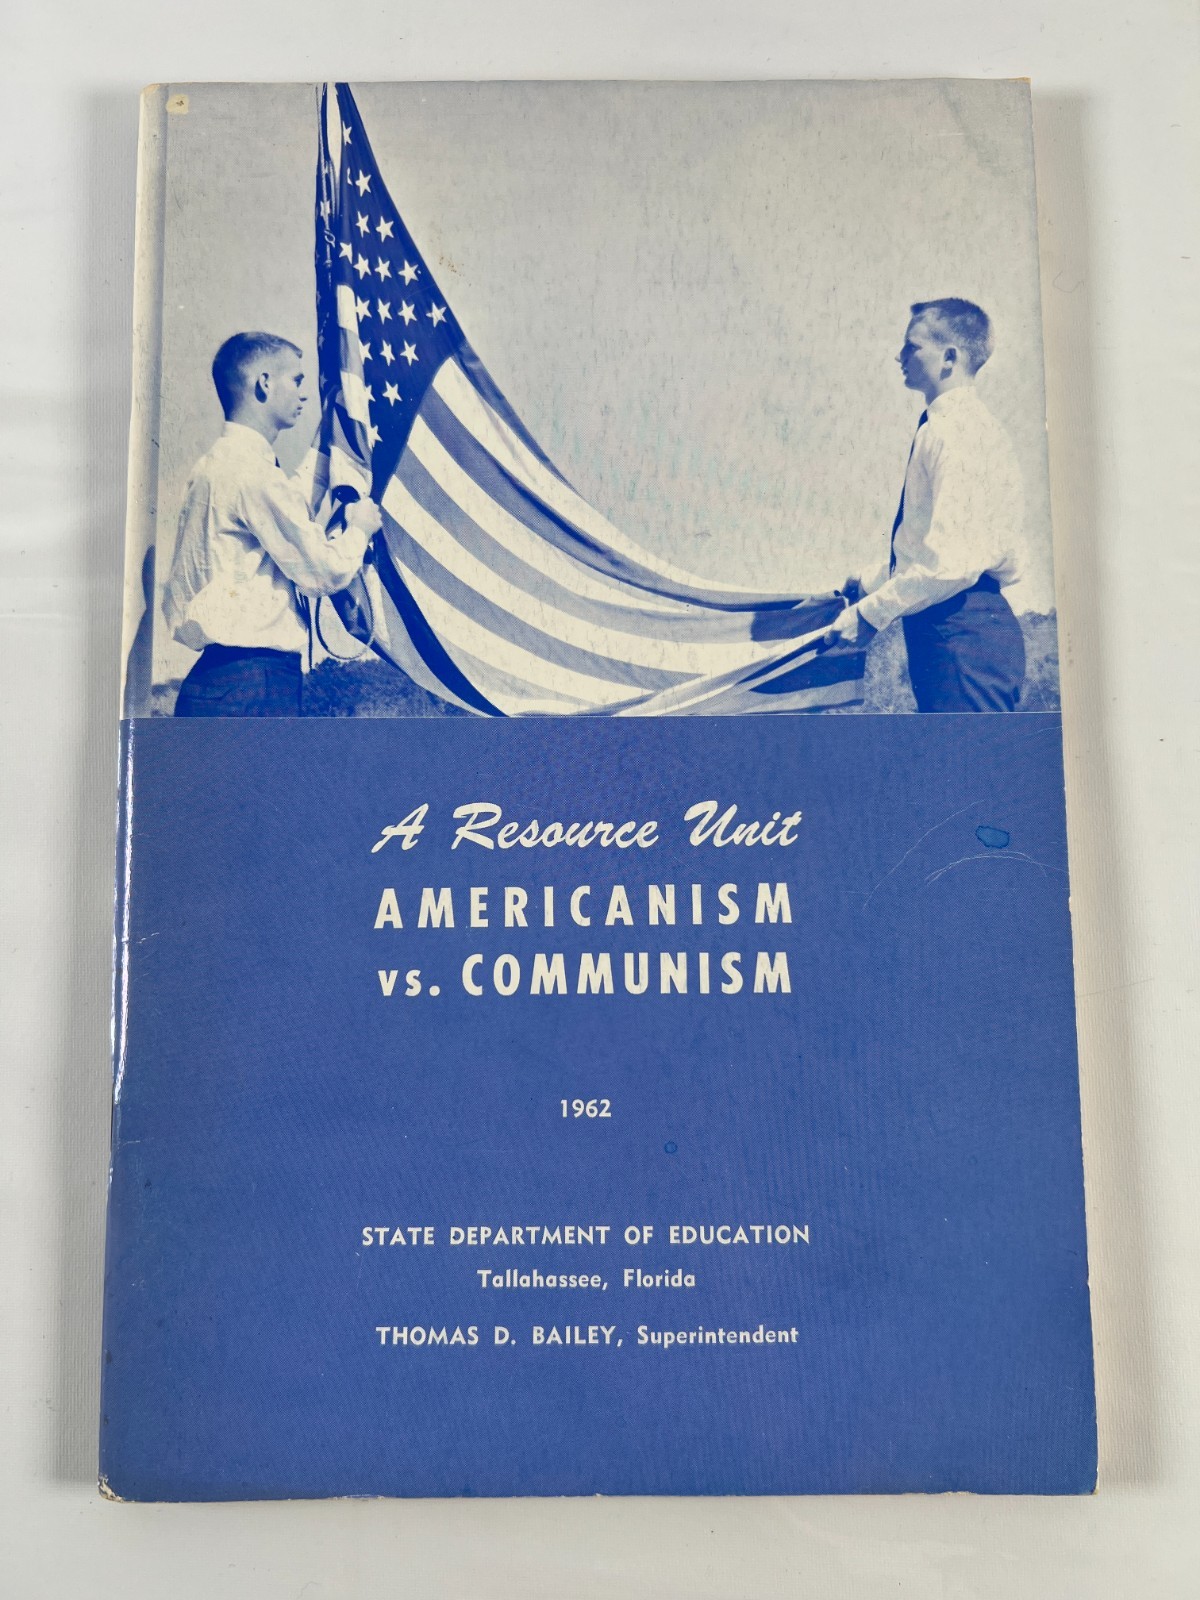 A Resource Unit
AMERICANISM
vs. COMMUNISM
1962
STATE DEPARTMENT OF EDUCATION
Tallahassee, Florida
THOMAS D. BAILEY, Superintendent